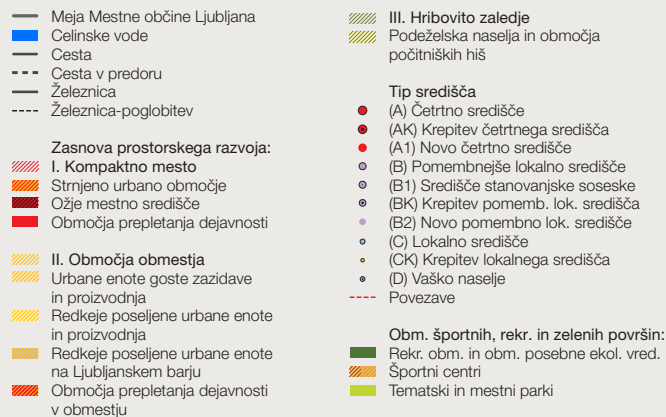 Meja Mestne občine Ljubljana
Celinske vode
Cesta
Cesta v predoru
Železnica
Železnica-poglobitev
Zasnova prostorskega razvoja:
I. Kompaktno mesto
Strnjeno urbano območje
Ožje mestno središče
Območja prepletanja dejavnosti
II. Območja obmestja
Urbane enote goste zazidave
in proizvodnja
Redkeje poseljene urbane enote
in proizvodnja
Redkeje poseljene urbane enote
na Ljubljanskem barju
Območja prepletanja dejavnosti
v obmestju
III. Hribovito zaledje
Podeželska naselja in območja
počitniških hiš
Tip središča
(A) Četrtno središče
(AK) Krepitev četrtnega središča
(A1) Novo četrtno središče
(B) Pomembnejše lokalno središče
(B1) Središče stanovanjske soseske
(BK) Krepitev pomemb. lok. središča
(B2) Novo pomembno lok. središče
(C) Lokalno središče
(CK) Krepitev lokalnega središča
(D) Vaško naselje
Povezave
Obm. športnih, rekr. in zelenih površin:
Rekr. obm. in obm. posebne ekol. vred.
Športni centri
Tematski in mestni parki